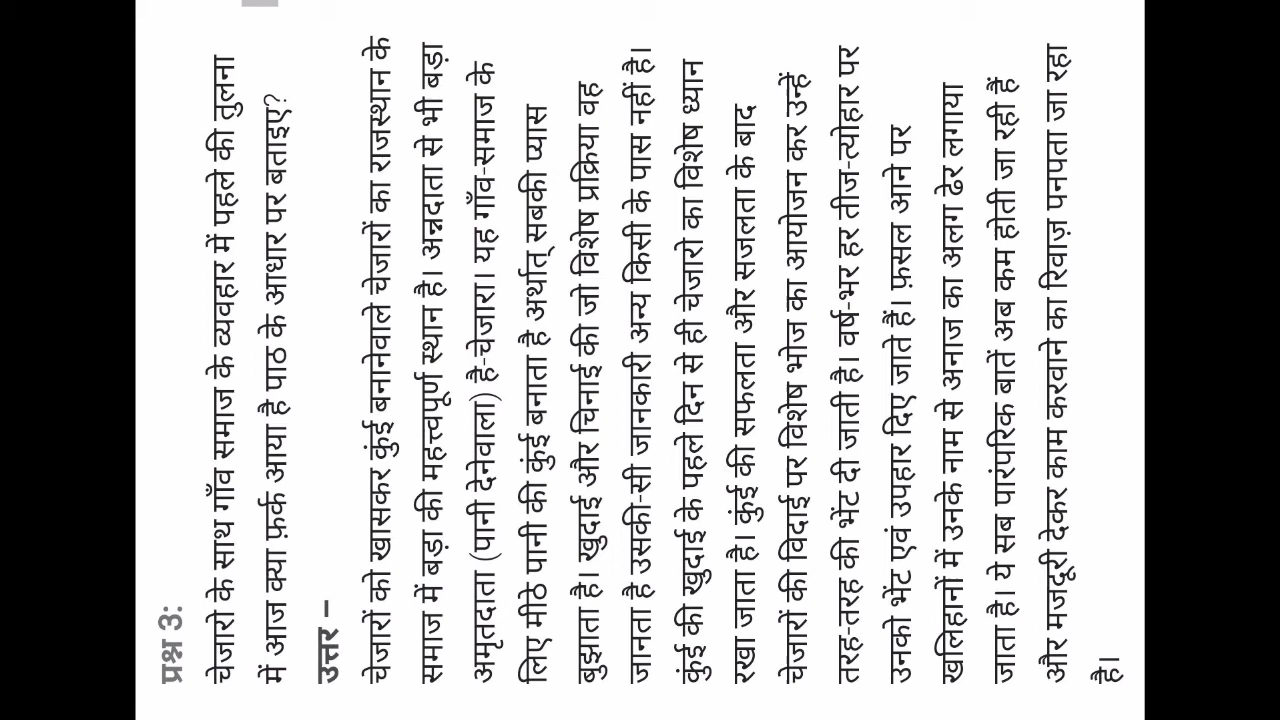 प्रश्न 3:
चेजारों के साथ गाँव समाज के व्यवहार में पहले की तुलना
में आज क्या फ़र्क आया है पाठ के आधार पर बताइए?
उत्तर –
चेजारों को खासकर कुंई बनानेवाले चेजारों का राजस्थान के
समाज में बड़ा की महत्त्वपूर्ण स्थान है। अन्नदाता से भी बड़ा
अमृतदाता (पानी देनेवाला) है-चेजारा। यह गाँव-समाज के
लिए मीठे पानी की कुंई बनाता है अर्थात् सबकी प्यास
बुझाता है। खुदाई और चिनाई की जो विशेष प्रक्रिया वह
जानता है उसकी-सी जानकारी अन्य किसी के पास नहीं है।
कुंई की खुदाई के पहले दिन से ही चेजारो का विशेष ध्यान
रखा जाता है। कुंई की सफलता और सजलता के बाद
चेजारों की विदाई पर विशेष भोज का आयोजन कर उन्हें
तरह-तरह की भेंट दी जाती है। वर्ष-भर हर तीज-त्योहार पर
उनको भेंट एवं उपहार दिए जाते हैं। फ़सल आने पर
खलिहानों में उनके नाम से अनाज का अलग ढेर लगाया
जाता है। ये सब पारंपरिक बातें अब कम होती जा रही हैं
और मजदूरी देकर काम करवाने का रिवाज़ पनपता जा रहा
है।